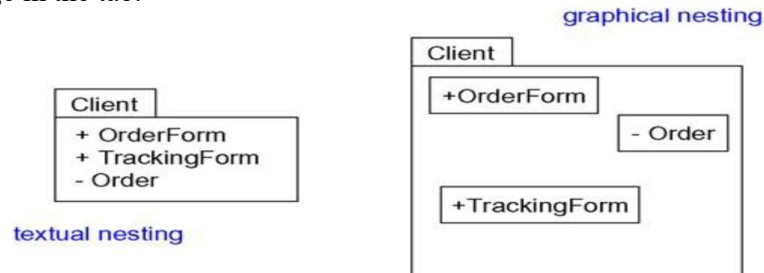 graphical nesting
Client
+ OrderForm
+ TrackingForm
- Order
textual nesting
Client
+OrderForm
- Order
+TrackingForm